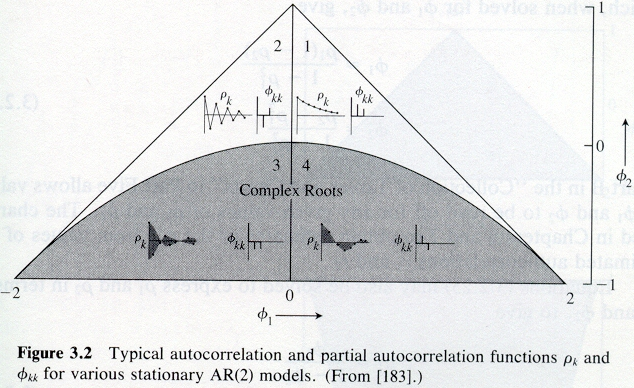 1
2 1
ρk ϕkk ρk ϕkk
0
ϕ2
3 4
Complex Roots
ρk ϕkk ρk ϕkk
−2 0 2 −1
ϕ1
Figure 3.2 Typical autocorrelation and partial autocorrelation functions ρk and
ϕkk for various stationary AR(2) models. (From [183].)